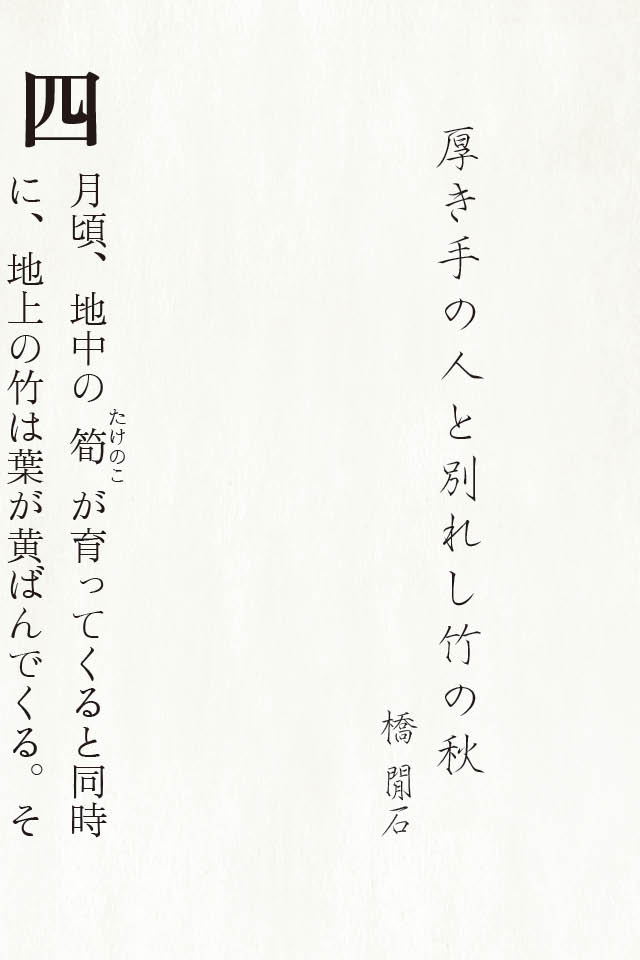 厚き手の人と別れし竹の秋
橋 閒石
四月頃、地中の筍が育ってくると同時
たけのこ
に、地上の竹は葉が黄ばんでくる。そ